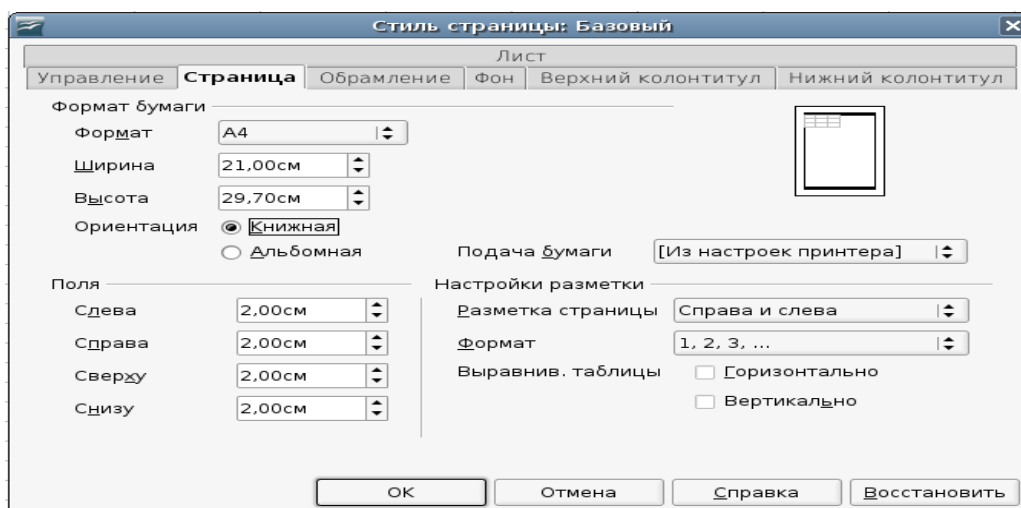 Стиль страницы: Базовый
Лист
Управление Страница Обрамление Фон Верхний колонтитул Нижний колонтитул
Формат бумаги
Формат A4
Ширина 21,00см
Высота 29,70см
Ориентация Книжная
Альбомная Подача бумаги [Из настроек принтера]
Поля Настройки разметки
Слева 2,00см Разметка страницы Справа и слева
Справа 2,00см Формат 1, 2, 3, ...
Сверху 2,00см Выравнив. таблицы Горизонтально
Снизу 2,00см Вертикально
ОК Отмена Справка Восстановить